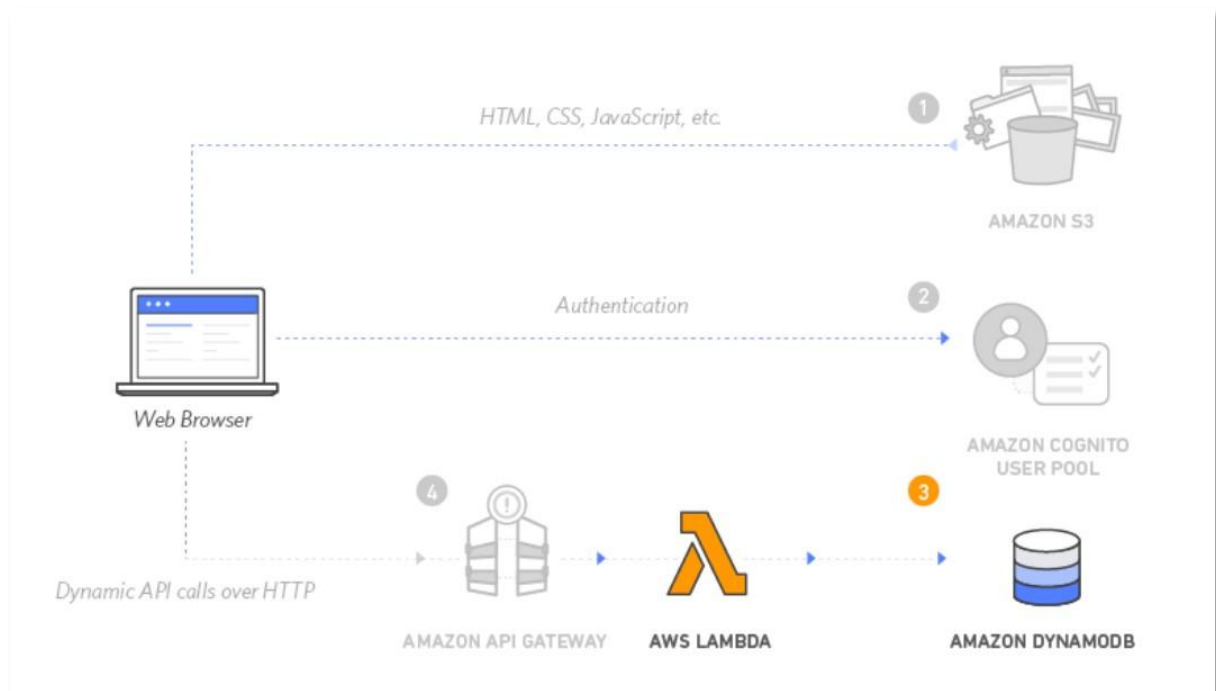 HTML, CSS, JavaScript, etc.
1
AMAZON S3
Authentication
2
Web Browser
AMAZON COGNITO
USER POOL
4
3
Dynamic API calls over HTTP
AMAZON API GATEWAY
AWS LAMBDA
AMAZON DYNAMODB